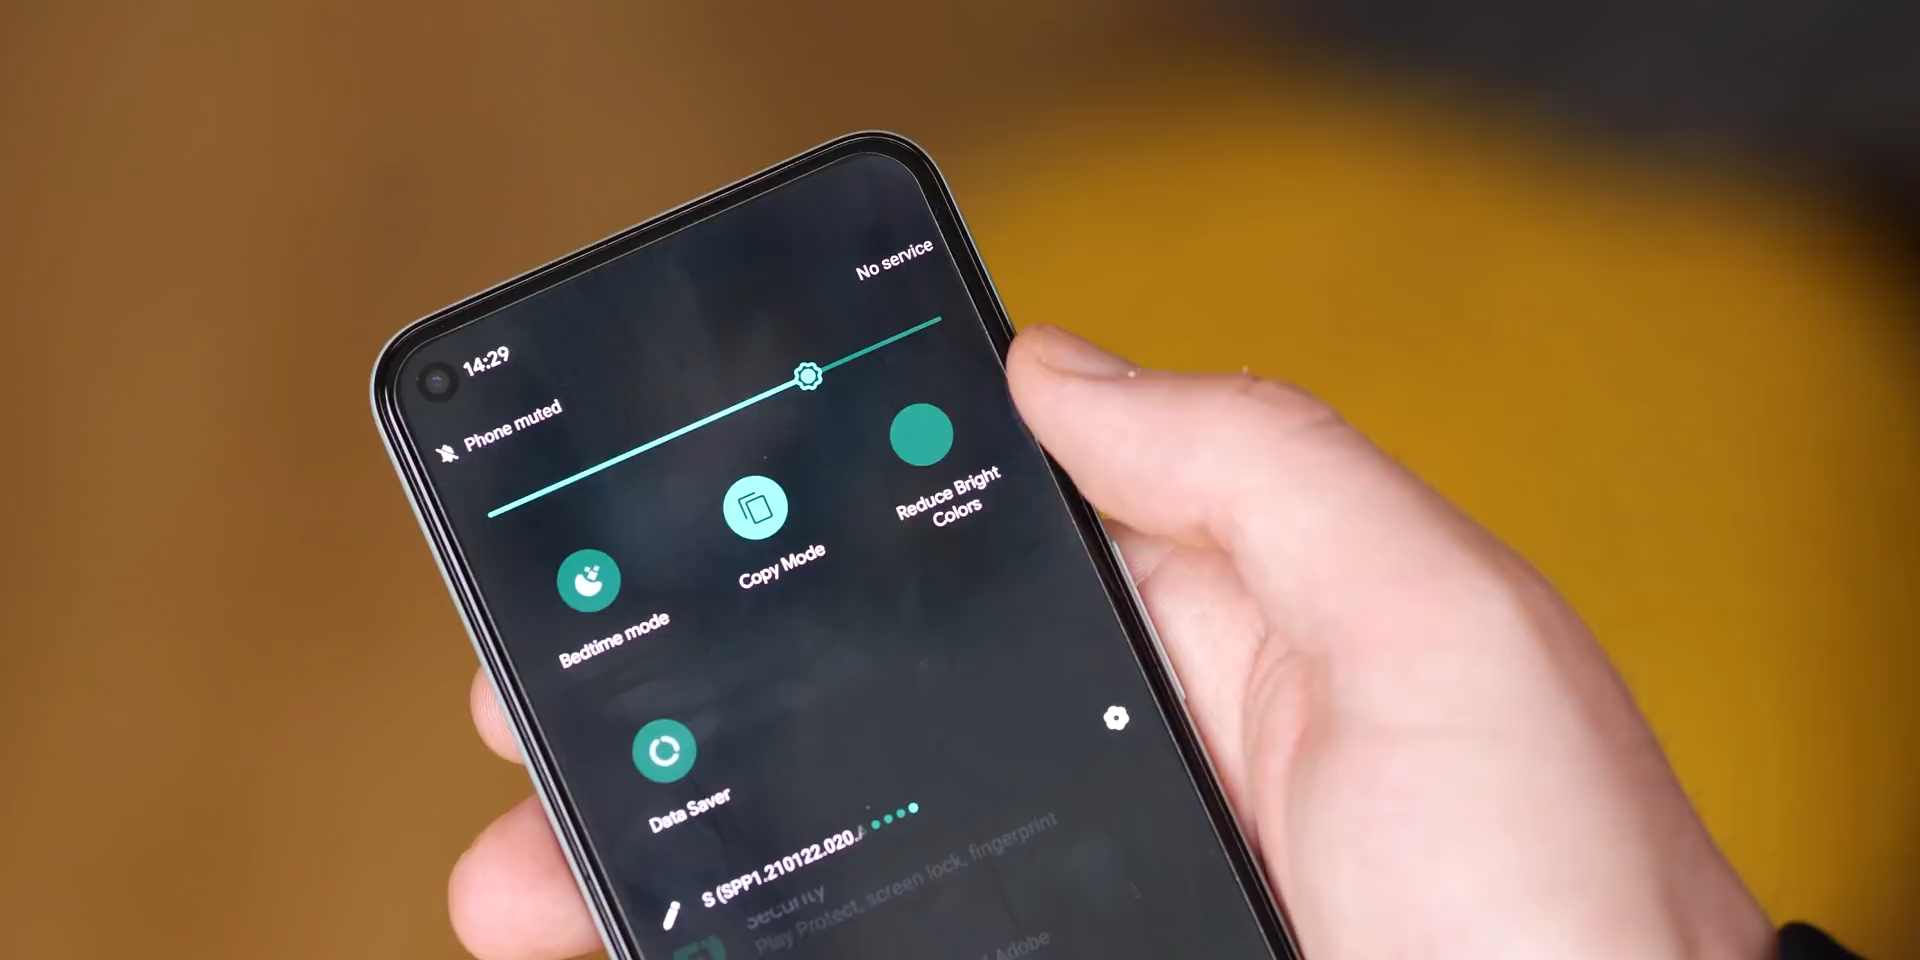 14:29
No service
Phone muted
Bedtime mode
Copy Mode
Reduce Bright
Colors
Data Saver
S (SPP1.210122.020.A
Security
Play Protect, screen lock, fingerprint
Adobe